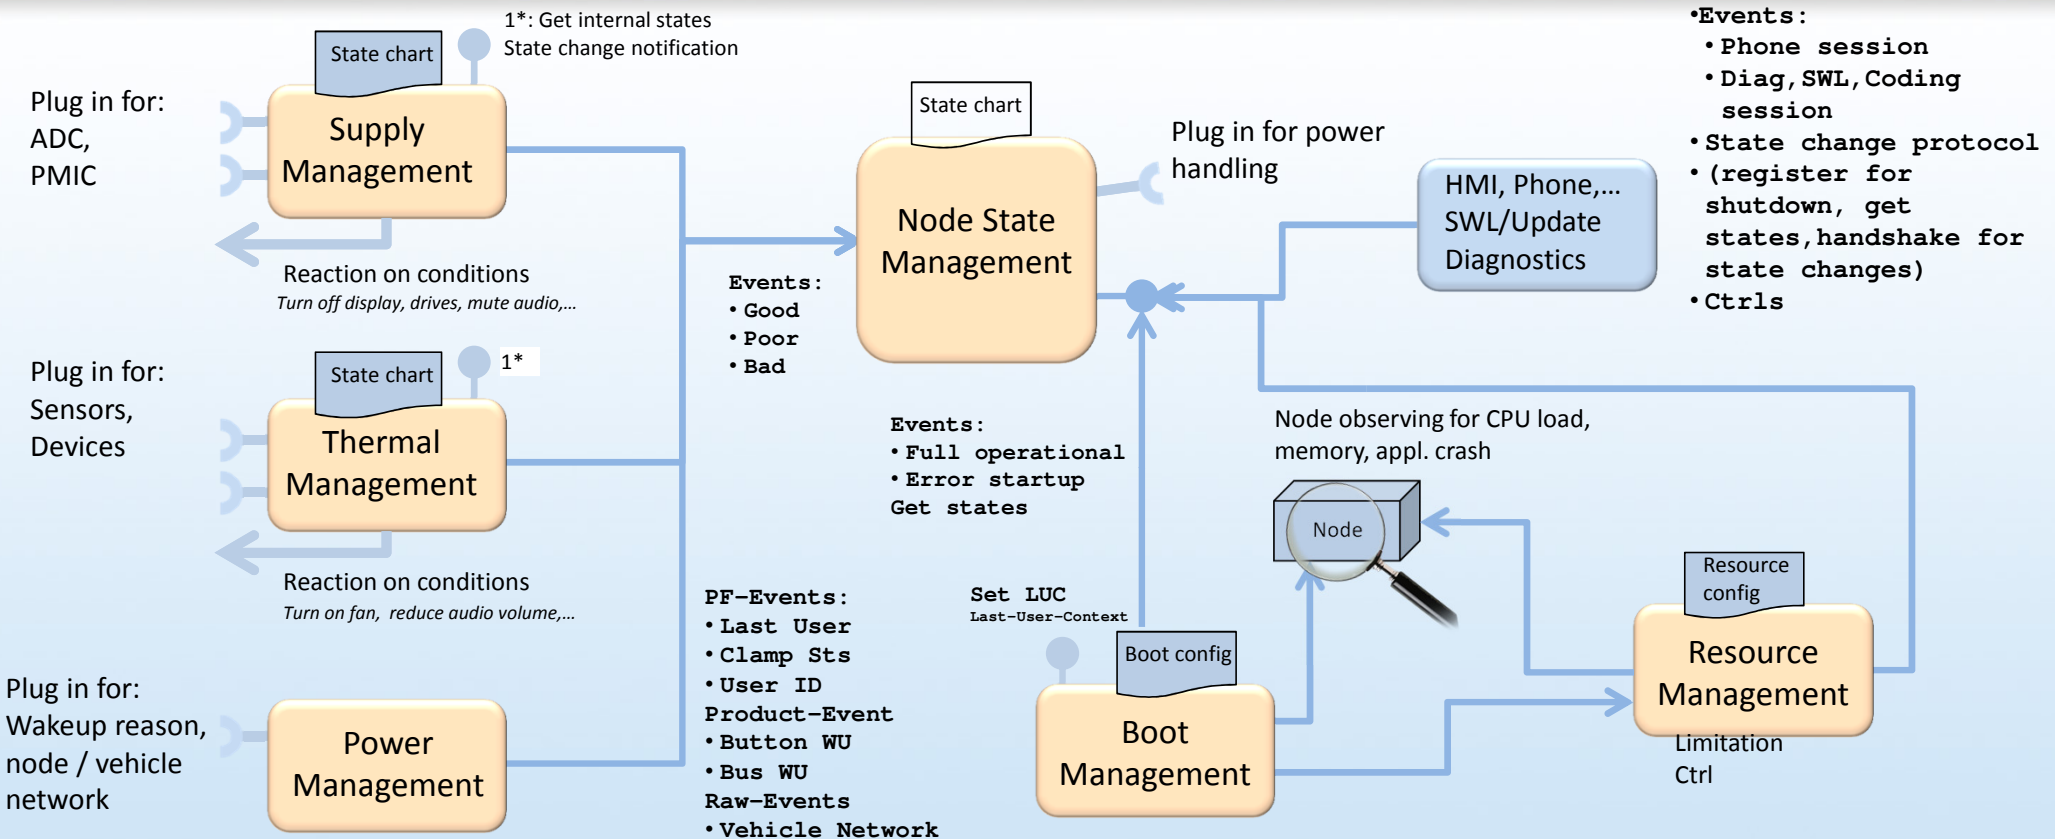 1*: Get internal states
State change notification
State chart
Plug in for:
ADC,
PMIC
Supply
Management
Reaction on conditions
Turn off display, drives, mute audio,...
State chart
1*
Plug in for:
Sensors,
Devices
Thermal
Management
Reaction on conditions
Turn on fan, reduce audio volume,...
Plug in for:
Wakeup reason,
node / vehicle
network
Power
Management
Events:
• Good
• Poor
• Bad
PF-Events:
• Last User
• Clamp Sts
• User ID
Product-Event
• Button WU
• Bus WU
Raw-Events
• Vehicle Network
State chart
Node State
Management
Plug in for power
handling
HMI, Phone,...
SWL/Update
Diagnostics
•Events:
• Phone session
• Diag,SWL,Coding
session
• State change protocol
• (register for
shutdown, get
states,handshake for
state changes)
• Ctrls
Events:
• Full operational
• Error startup
Get states
Node observing for CPU load,
memory, appl. crash
Node
Set LUC
Last-User-Context
Boot config
Boot
Management
Resource
config
Resource
Management
Limitation
Ctrl